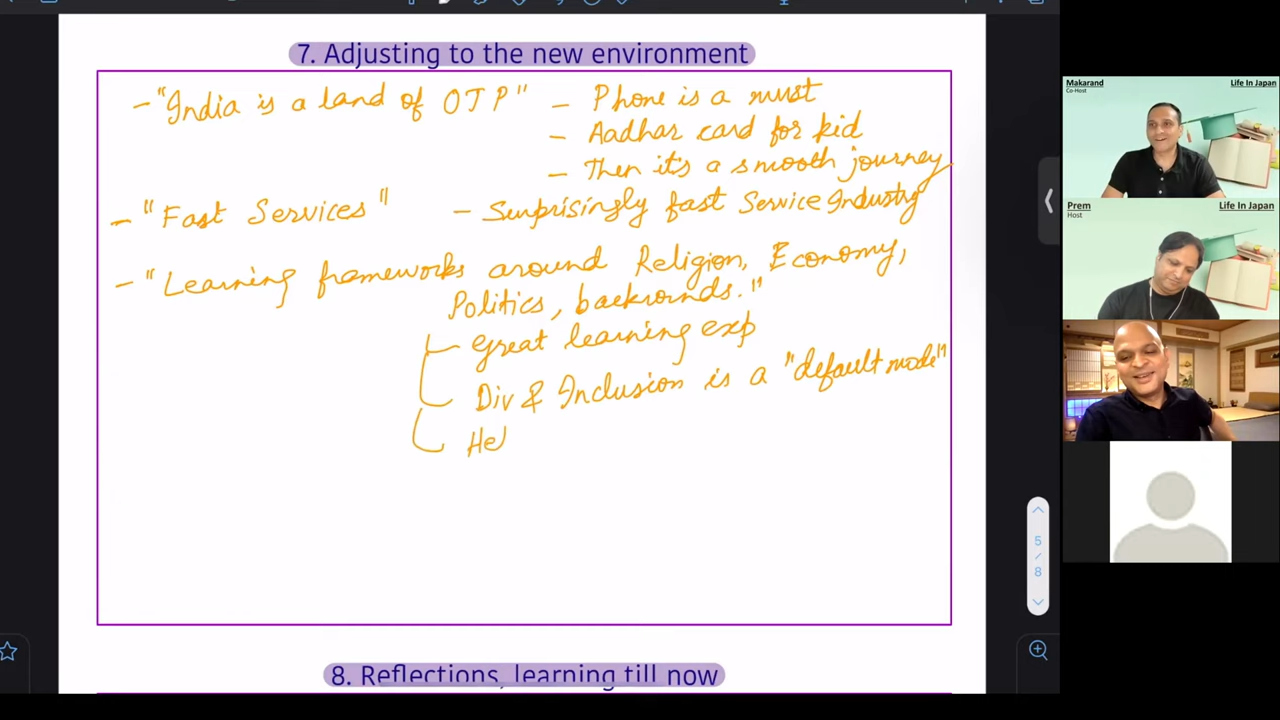 7. Adjusting to the new environment
- "India is a land of OTP" - Phone is a must
- Aadhar card for kid
- Then it's a smooth journey
- "Fast Services" - Surprisingly fast Service Industry
- "Learning frameworks around Religion, Economy,
Politics, backrounds."
Great learning exp
Div & Inclusion is a "default mode"
He
8. Reflections, learning till now
5
/
8
Makarand Life In Japan
Co-Host
Prem Life In Japan
Host